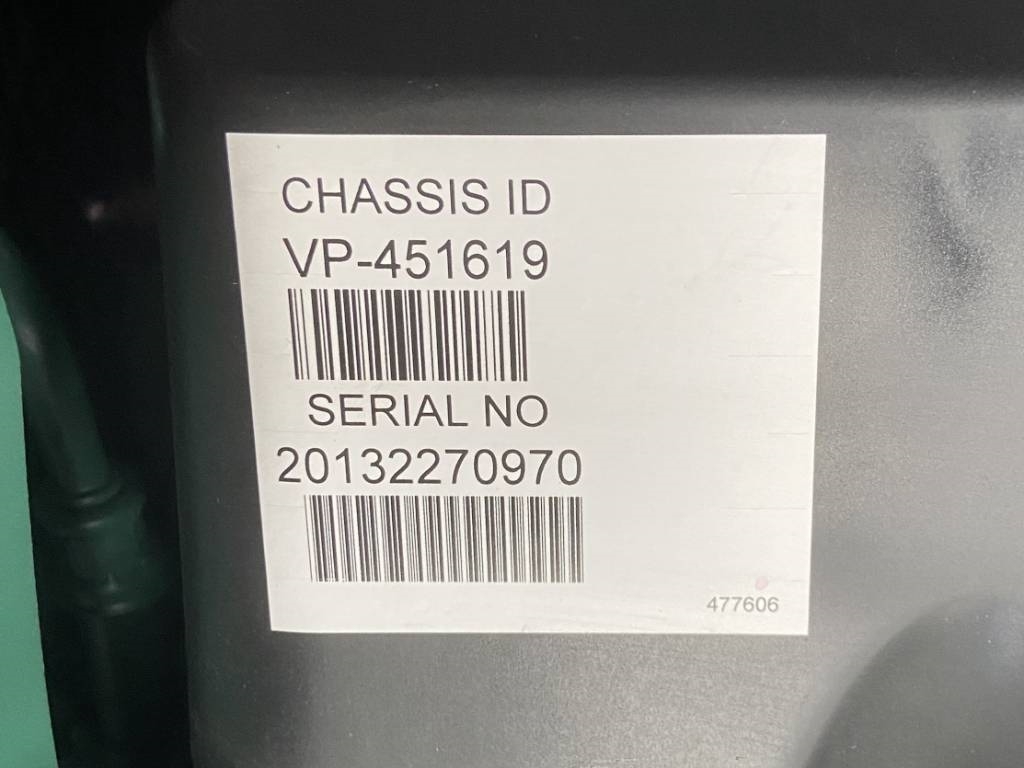 CHASSIS ID
VP-451619
SERIAL NO
20132270970
477606